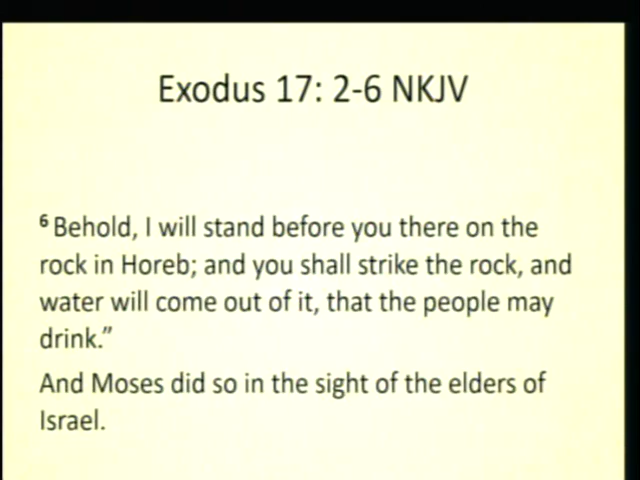 Exodus 17: 2-6 NKJV
⁶ Behold, I will stand before you there on the
rock in Horeb; and you shall strike the rock, and
water will come out of it, that the people may
drink.”
And Moses did so in the sight of the elders of
Israel.